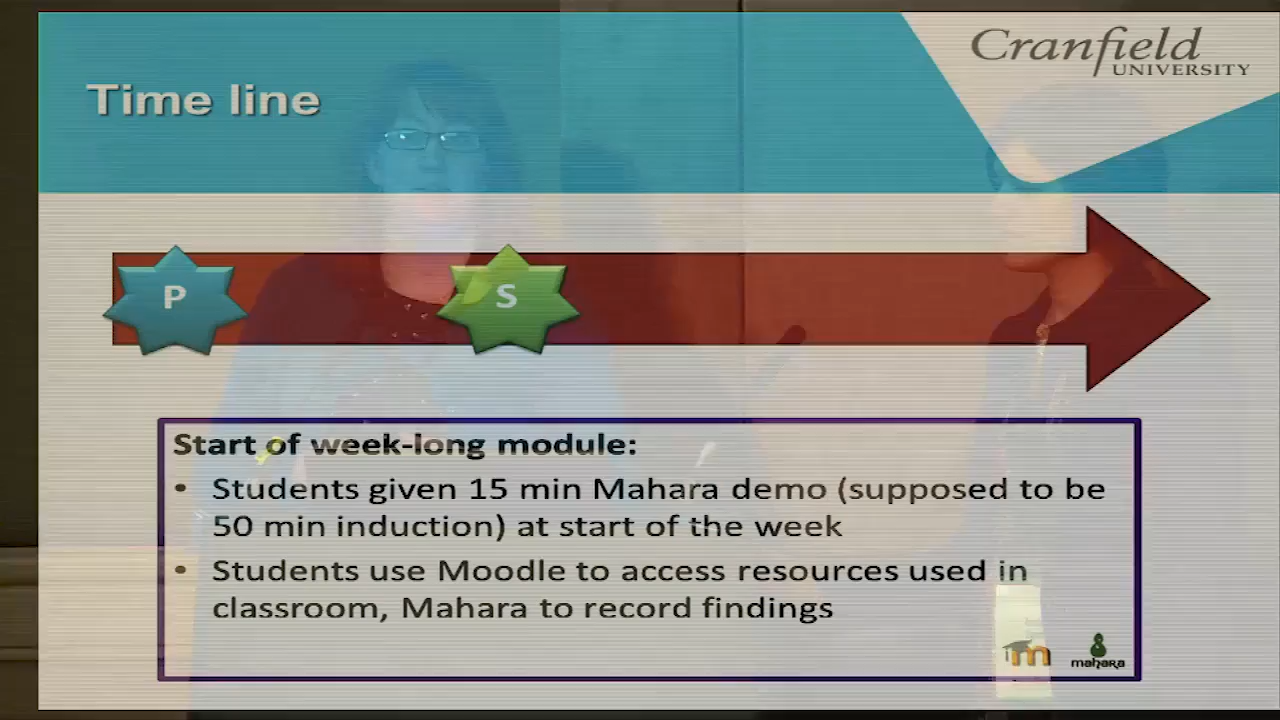 Cranfield
UNIVERSITY
Time line
P
S
Start of week-long module:
• Students given 15 min Mahara demo (supposed to be
50 min induction) at start of the week
• Students use Moodle to access resources used in
classroom, Mahara to record findings
m
mahara